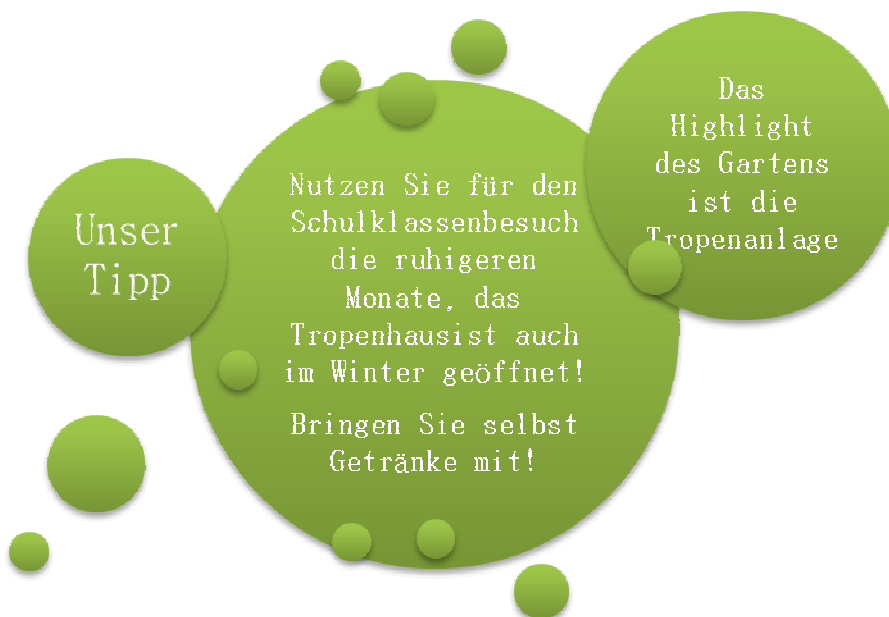 Unser
Tipp
Nutzen Sie für den
Schulklassenbesuch
die ruhigeren
Monate, das
Tropenhausist auch
im Winter geöffnet!
Bringen Sie selbst
Getränke mit!
Das
Highlight
des Gartens
ist die
Tropenanlage